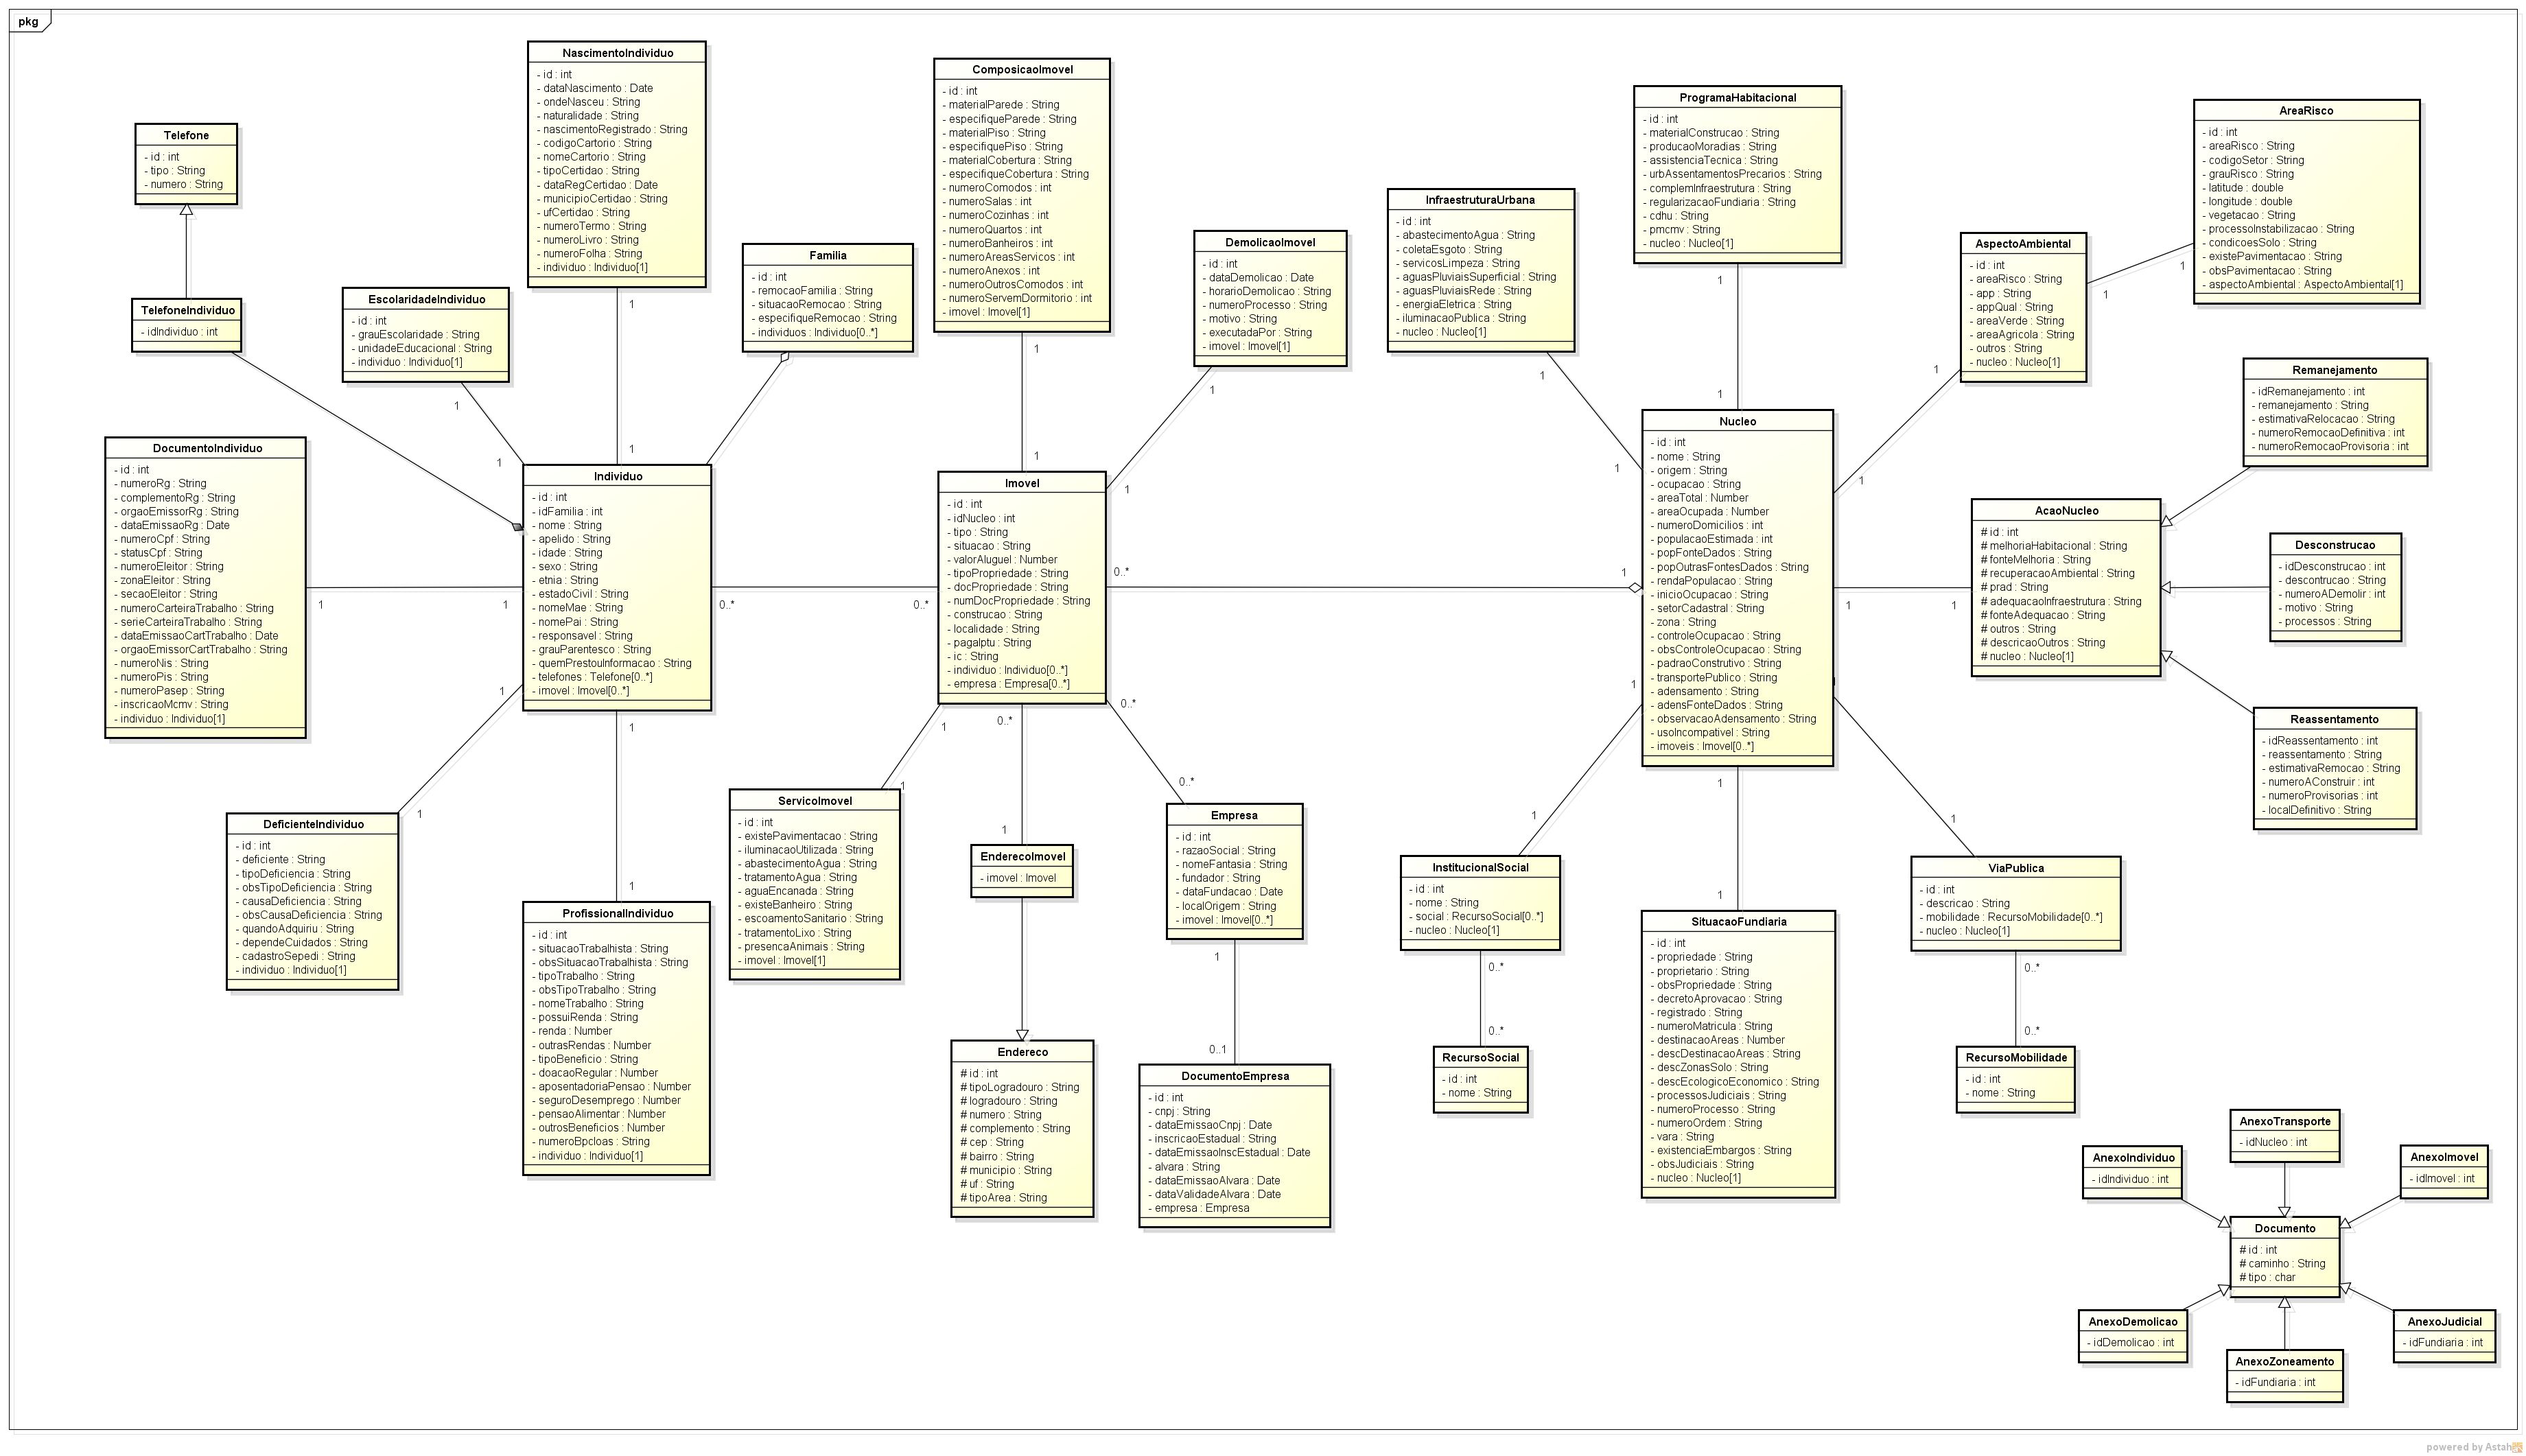 pkg
NascimentoIndividuo
- id : int
- dataNascimento : Date
- ondeNasceu : String
- naturalidade : String
- nascimentoRegistrado : String
- codigoCartorio : String
- nomeCartorio : String
- tipoCertidao : String
- dataRegCertidao : Date
- municipioCertidao : String
- ufCertidao : String
- numeroTermo : String
- numeroLivro : String
- numeroFolha : String
- individuo : Individuo[1]
1
1
Telefone
- id : int
- tipo : String
- numero : String
TelefoneIndividuo
- idIndividuo : int
EscolaridadeIndividuo
- id : int
- grauEscolaridade : String
- unidadeEducacional : String
- individuo : Individuo[1]
1
1
Familia
- id : int
- remocaoFamilia : String
- situacaoRemocao : String
- especifiqueRemocao : String
- individuos : Individuo[0..*]
ComposicaoImovel
- id : int
- materialParede : String
- especifiqueParede : String
- materialPiso : String
- especifiquePiso : String
- materialCobertura : String
- especifiqueCobertura : String
- numeroComodos : int
- numeroSalas : int
- numeroCozinhas : int
- numeroQuartos : int
- numeroBanheiros : int
- numeroAreasServicos : int
- numeroAnexos : int
- numeroOutrosComodos : int
- numeroServemDormitorio : int
- imovel : Imovel[1]
1
1
DemolicaoImovel
- id : int
- dataDemolicao : Date
- horarioDemolicao : String
- numeroProcesso : String
- motivo : String
- executadaPor : String
- imovel : Imovel[1]
1
1
InfraestruturaUrbana
- id : int
- abastecimentoAgua : String
- coletaEsgoto : String
- servicosLimpeza : String
- aguasPluviaisSuperficial : String
- aguasPluviaisRede : String
- energiaEletrica : String
- iluminacaoPublica : String
- nucleo : Nucleo[1]
1
1
ProgramaHabitacional
- id : int
- materialConstrucao : String
- producaoMoradias : String
- assistenciaTecnica : String
- urbAssentamentosPrecarios : String
- complemInfraestrutura : String
- regularizacaoFundiaria : String
- cdhu : String
- pmcmv : String
- nucleo : Nucleo[1]
1
1
AspectoAmbiental
- id : int
- areaRisco : String
- app : String
- appQual : String
- areaVerde : String
- areaAgricola : String
- outros : String
- nucleo : Nucleo[1]
1
1
1
1
AreaRisco
- id : int
- areaRisco : String
- codigoSetor : String
- grauRisco : String
- latitude : double
- longitude : double
- vegetacao : String
- processoInstabilizacao : String
- condicoesSolo : String
- existePavimentacao : String
- obsPavimentacao : String
- aspectoAmbiental : AspectoAmbiental[1]
Remanejamento
- idRemanejamento : int
- remanejamento : String
- estimativaRelocacao : String
- numeroRemocaoDefinitiva : int
- numeroRemocaoProvisoria : int
DocumentoIndividuo
- id : int
- numeroRg : String
- complementoRg : String
- orgaoEmissorRg : String
- dataEmissaoRg : Date
- numeroCpf : String
- statusCpf : String
- numeroEleitor : String
- zonaEleitor : String
- secaoEleitor : String
- numeroCarteiraTrabalho : String
- serieCarteiraTrabalho : String
- dataEmissaoCartTrabalho : Date
- orgaoEmissorCartTrabalho : String
- numeroNis : String
- numeroPis : String
- numeroPasep : String
- inscricaoMcmv : String
- individuo : Individuo[1]
1
1
Individuo
- id : int
- idFamilia : int
- nome : String
- apelido : String
- idade : String
- sexo : String
- etnia : String
- estadoCivil : String
- nomeMae : String
- nomePai : String
- responsavel : String
- grauParentesco : String
- quemPrestouInformacao : String
- telefones : Telefone[0..*]
- imovel : Imovel[0..*]
0..*
0..*
Imovel
- id : int
- idNucleo : int
- tipo : String
- situacao : String
- valorAluguel : Number
- tipoPropriedade : String
- docPropriedade : String
- numDocPropriedade : String
- construcao : String
- localidade : String
- pagaIptu : String
- ic : String
- individuo : Individuo[0..*]
- empresa : Empresa[0..*]
0..*
1
Nucleo
- id : int
- nome : String
- origem : String
- ocupacao : String
- areaTotal : Number
- areaOcupada : Number
- numeroDomicilios : int
- populacaoEstimada : int
- popFonteDados : String
- popOutrasFontesDados : String
- rendaPopulacao : String
- inicioOcupacao : String
- setorCadastral : String
- zona : String
- controleOcupacao : String
- obsControleOcupacao : String
- padraoConstrutivo : String
- transportePublico : String
- adensamento : String
- adensFonteDados : String
- observacaoAdensamento : String
- usoIncompativel : String
- imoveis : Imovel[0..*]
1
1
AcaoNucleo
# id : int
# melhoriaHabitacional : String
# fonteMelhoria : String
# recuperacaoAmbiental : String
# prad : String
# adequacaoInfraestrutura : String
# fonteAdequacao : String
# outros : String
# descricaoOutros : String
# nucleo : Nucleo[1]
Desconstrucao
- idDesconstrucao : int
- descontrucao : String
- numeroADemolir : int
- motivo : String
- processos : String
Reassentamento
- idReassentamento : int
- reassentamento : String
- estimativaRemocao : String
- numeroAConstruir : int
- numeroProvisorias : int
- localDefinitivo : String
1
1
DeficienteIndividuo
- id : int
- deficiente : String
- tipoDeficiencia : String
- obsTipoDeficiencia : String
- causaDeficiencia : String
- obsCausaDeficiencia : String
- quandoAdquiriu : String
- dependeCuidados : String
- cadastroSepedi : String
- individuo : Individuo[1]
1
1
ProfissionalIndividuo
- id : int
- situacaoTrabalhista : String
- obsSituacaoTrabalhista : String
- tipoTrabalho : String
- obsTipoTrabalho : String
- nomeTrabalho : String
- possuiRenda : String
- renda : Number
- outrasRendas : Number
- tipoBeneficio : String
- doacaoRegular : Number
- aposentadoriaPensao : Number
- seguroDesemprego : Number
- pensaoAlimentar : Number
- outrosBeneficios : Number
- numeroBpcloas : String
- individuo : Individuo[1]
1
1
ServicoImovel
- id : int
- existePavimentacao : String
- iluminacaoUtilizada : String
- abastecimentoAgua : String
- tratamentoAgua : String
- aguaEncanada : String
- existeBanheiro : String
- escoamentoSanitario : String
- tratamentoLixo : String
- presencaAnimais : String
- imovel : Imovel[1]
0..*
1
EnderecoImovel
- imovel : Imovel
Endereco
# id : int
# tipoLogradouro : String
# logradouro : String
# numero : String
# complemento : String
# cep : String
# bairro : String
# municipio : String
# uf : String
# tipoArea : String
0..*
0..*
Empresa
- id : int
- razaoSocial : String
- nomeFantasia : String
- fundador : String
- dataFundacao : Date
- localOrigem : String
- imovel : Imovel[0..*]
1
0..1
DocumentoEmpresa
- id : int
- cnpj : String
- dataEmissaoCnpj : Date
- inscricaoEstadual : String
- dataEmissaoInscEstadual : Date
- alvara : String
- dataEmissaoAlvara : Date
- dataValidadeAlvara : Date
- empresa : Empresa
1
1
InstitucionalSocial
- id : int
- nome : String
- social : RecursoSocial[0..*]
- nucleo : Nucleo[1]
0..*
0..*
RecursoSocial
- id : int
- nome : String
1
1
SituacaoFundiaria
- id : int
- propriedade : String
- proprietario : String
- obsPropriedade : String
- decretoAprovacao : String
- registrado : String
- numeroMatricula : String
- destinacaoAreas : Number
- descDestinacaoAreas : String
- descZonasSolo : String
- descEcologicoEconomico : String
- processosJudiciais : String
- numeroProcesso : String
- numeroOrdem : String
- vara : String
- existenciaEmbargos : String
- obsJudiciais : String
- nucleo : Nucleo[1]
1
ViaPublica
- id : int
- descricao : String
- mobilidade : RecursoMobilidade[0..*]
- nucleo : Nucleo[1]
0..*
0..*
RecursoMobilidade
- id : int
- nome : String
AnexoTransporte
- idNucleo : int
AnexoIndividuo
- idIndividuo : int
AnexoImovel
- idImovel : int
Documento
# id : int
# caminho : String
# tipo : char
AnexoDemolicao
- idDemolicao : int
AnexoZoneamento
- idFundiaria : int
AnexoJudicial
- idFundiaria : int
powered by Astah